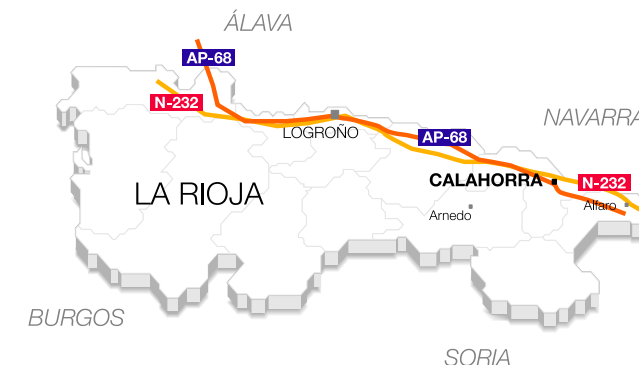 ÁLAVA
AP-68
N-232
NAVARRA
LOGROÑO
AP-68
CALAHORRA
N-232
LA RIOJA
Alfaro
Arnedo
BURGOS
SORIA